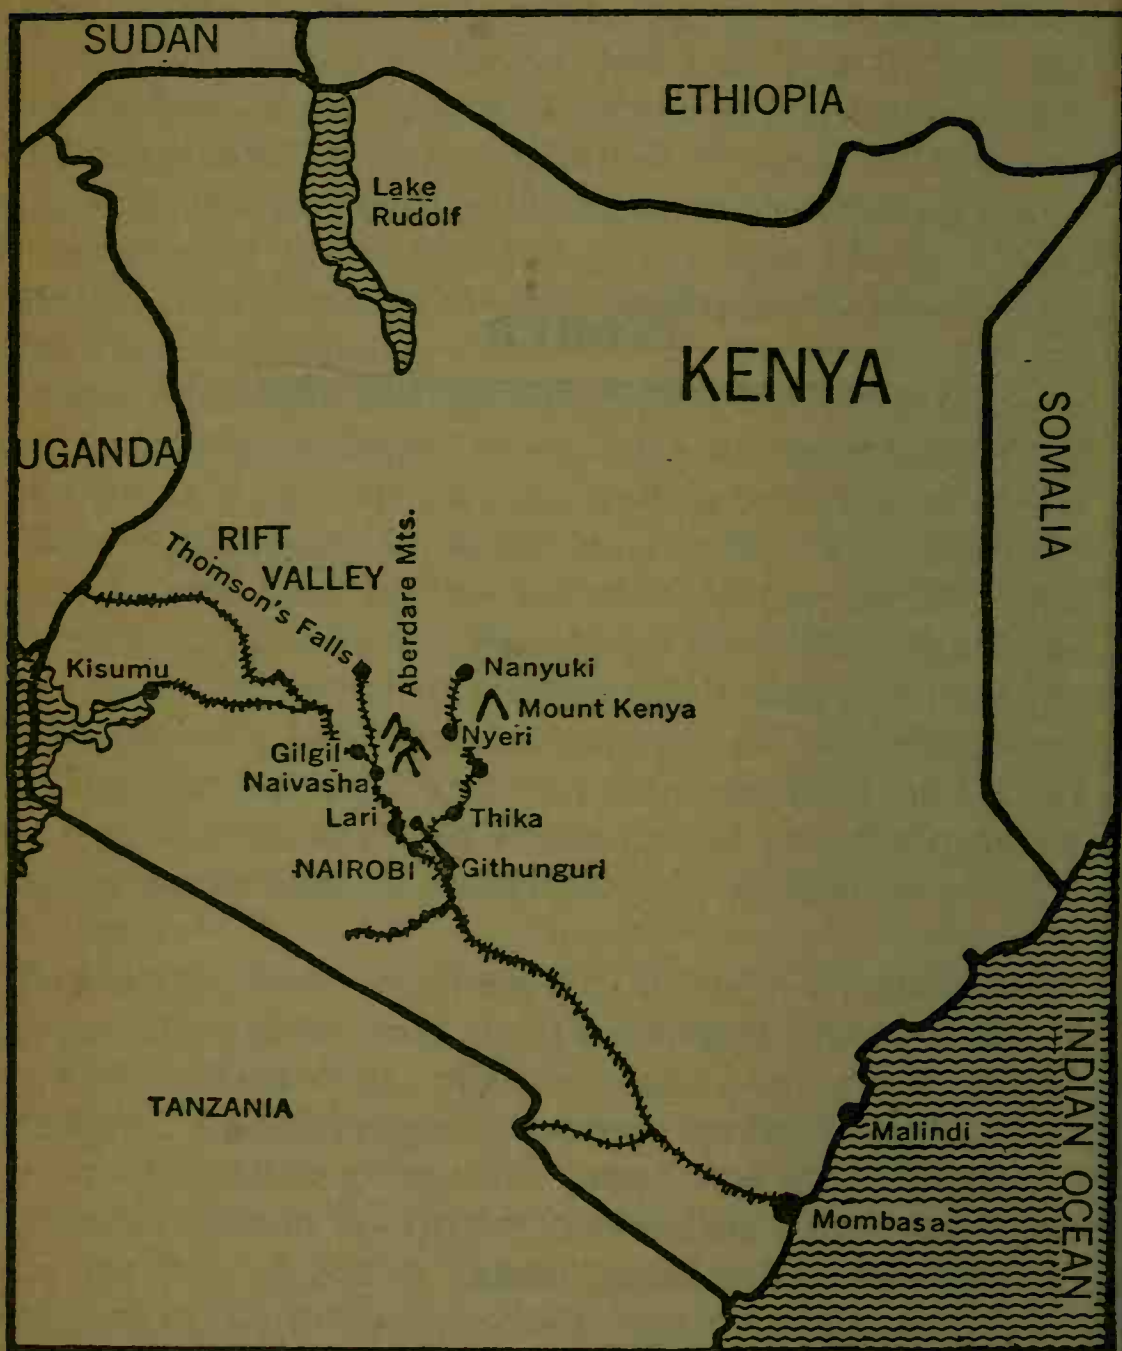 SUDAN
ETHIOPIA
Lake
Rudolf
KENYA
SOMALIA
UGANDA
RIFT
VALLEY
Thomson's Falls
Aberdare Mts.
Kisumu
Nanyuki
Mount Kenya
Nyeri
Gilgil
Naivasha
Lari
Thika
NAIROBI
Githunguri
INDIAN OCEAN
TANZANIA
Malindi
Mombasa